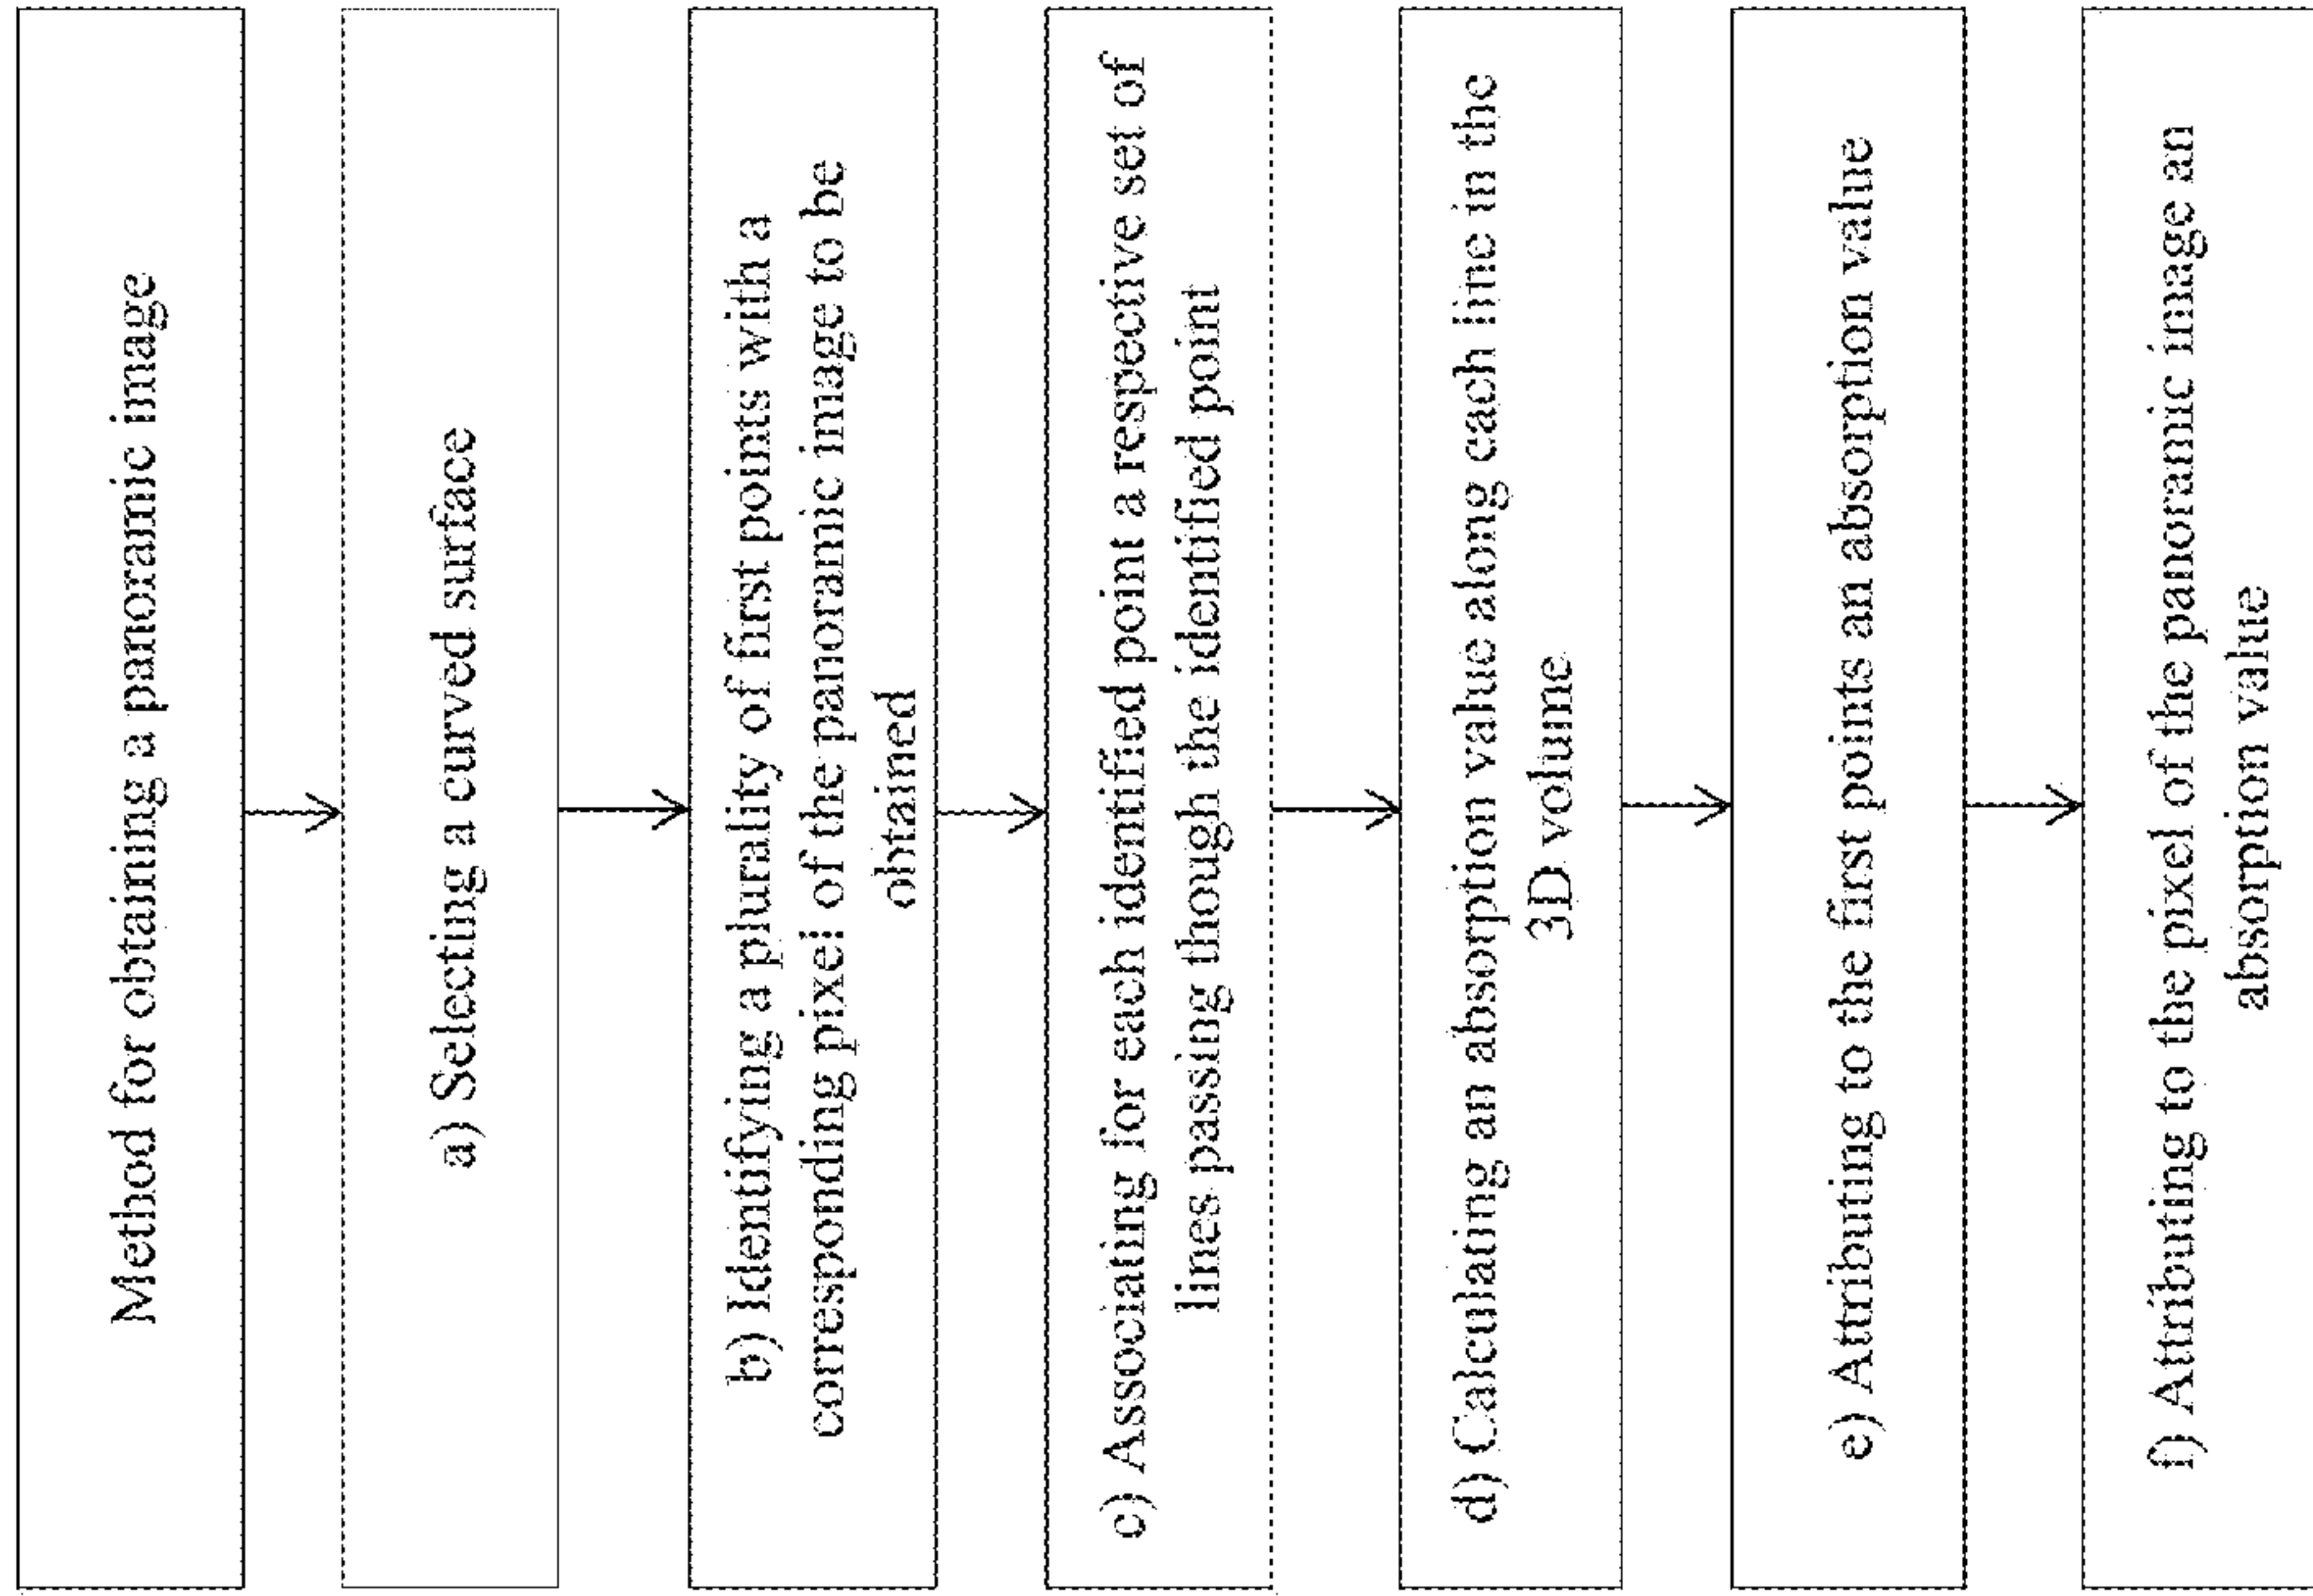 Method for obtaining a panoramic image
a) Selecting a curved surface
b) Identifying a plurality of first points with a
corresponding pixel of the panoramic image to be
obtained
c) Associating for each identified point a respective set of
lines passing though the identified point
d) Calculating an absorption value along each line in the
3D volume
e) Attributing to the first points an absorption value
f) Attributing to the pixel of the panoramic image an
absorption value